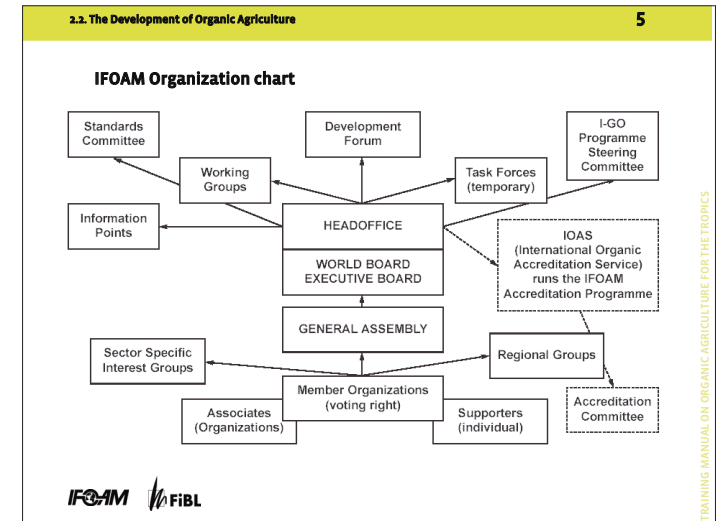 2.2. The Development of Organic Agriculture
5
IFOAM Organization chart
Standards
Committee
Development
Forum
I-GO
Programme
Steering
Committee
Working
Groups
Task Forces
(temporary)
Information
Points
HEADOFFICE
IOAS
(International Organic
Accreditation Service)
runs the IFOAM
Accreditation Programme
WORLD BOARD
EXECUTIVE BOARD
GENERAL ASSEMBLY
Sector Specific
Interest Groups
Regional Groups
Member Organizations
(voting right)
Associates
(Organizations)
Supporters
(individual)
Accreditation
Committee
IFOAM
FiBL
TRAINING MANUAL ON ORGANIC AGRICULTURE FOR THE TROPICS